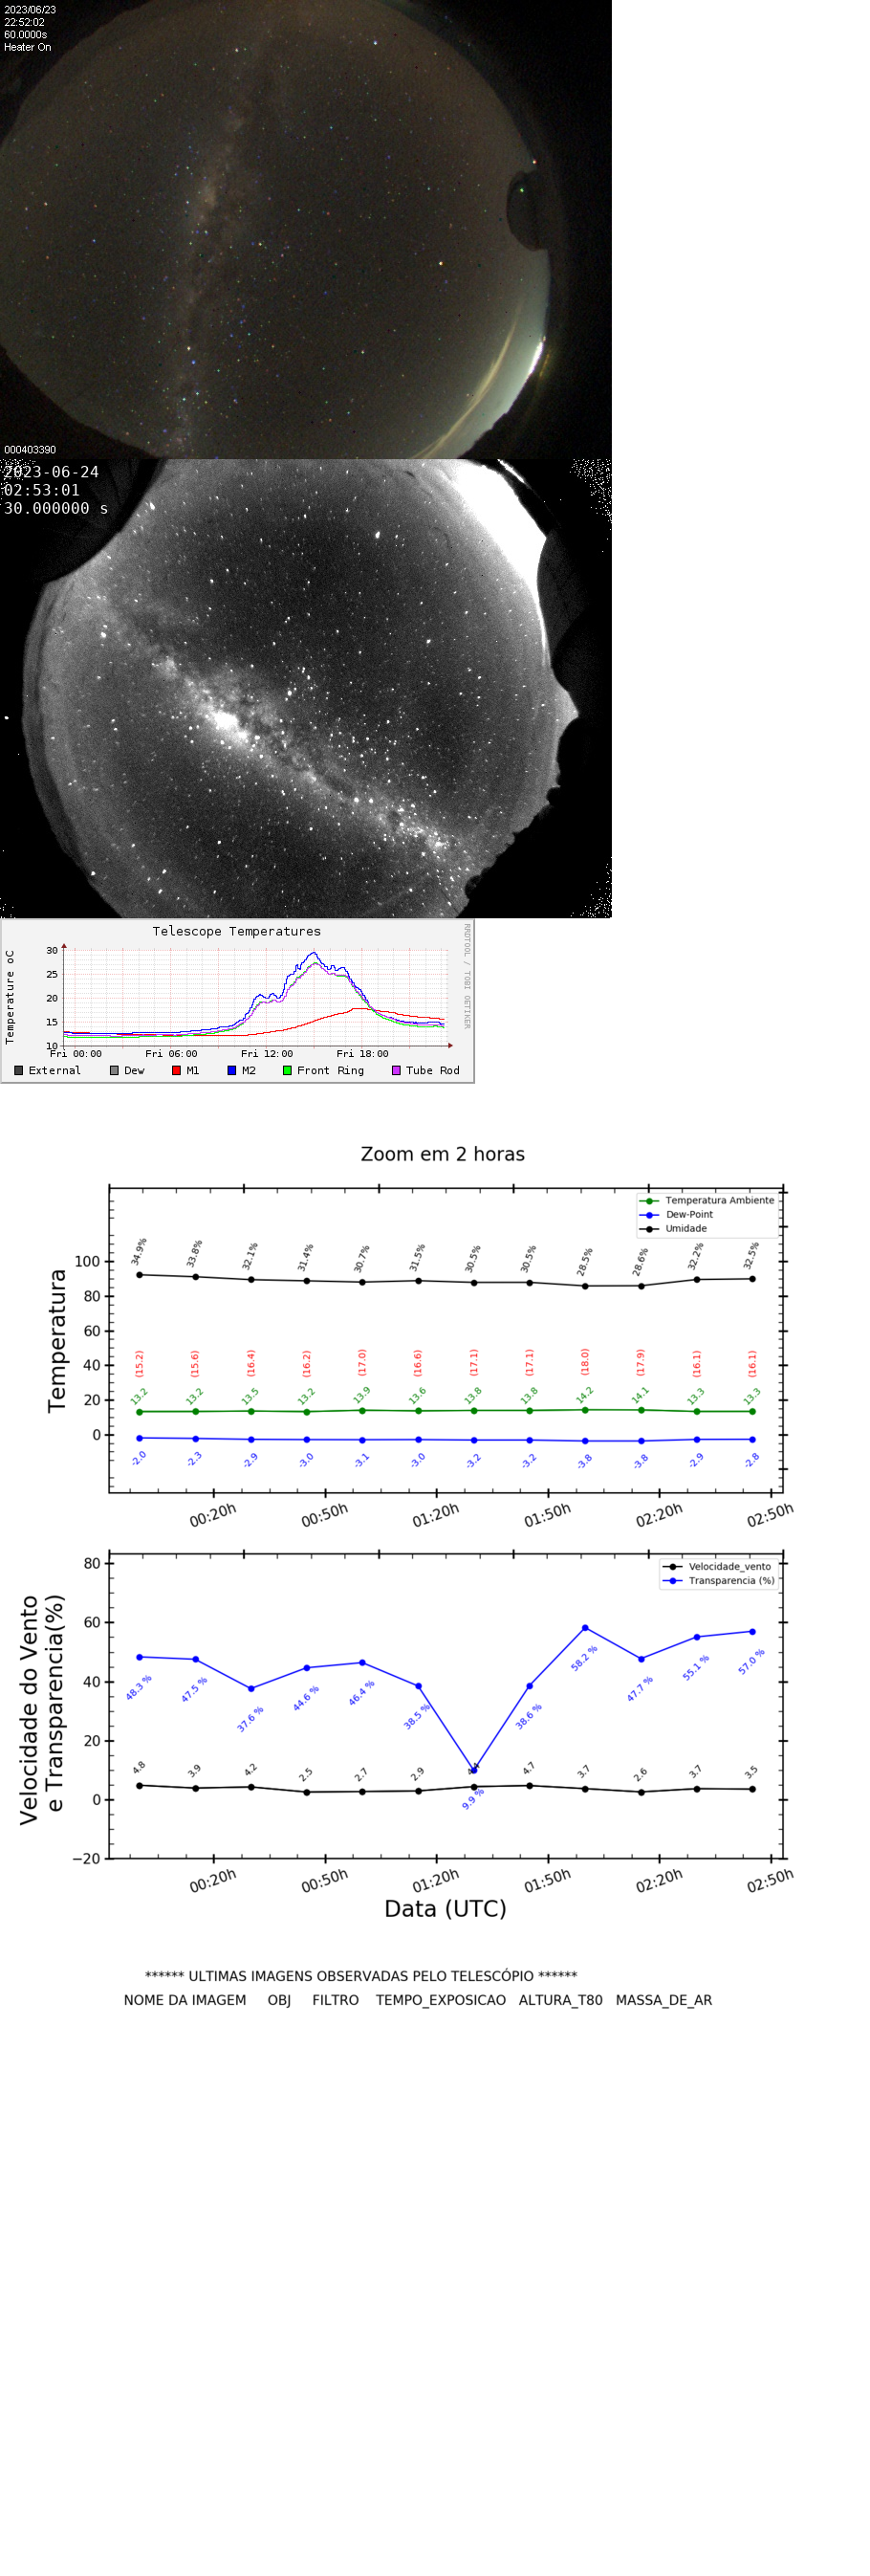 2023/06/23
22:52:02
60.0000s
Heater On
000403390
2023-06-24
02:53:01
30.000000 s
Telescope Temperatures
RRDTOOL / TOBI OETIKER
Temperature oC
30
25
20
15
10
Fri 00:00 Fri 06:00 Fri 12:00 Fri 18:00
External Dew M1 M2 Front Ring Tube Rod
Zoom em 2 horas
Temperatura Ambiente
Dew-Point
Umidade
Temperatura
100
80
60
40
20
0
34.9% 33.8% 32.1% 31.4% 30.7% 31.5% 30.5% 30.5% 28.5% 28.6% 32.2% 32.5%
(15.2) (15.6) (16.4) (16.2) (17.0) (16.6) (17.1) (17.1) (18.0) (17.9) (16.1) (16.1)
13.2 13.2 13.5 13.2 13.9 13.6 13.8 13.8 14.2 14.1 13.3 13.3
-2.0 -2.3 -2.9 -3.0 -3.1 -3.0 -3.2 -3.2 -3.8 -3.8 -2.9 -2.8
00:20h 00:50h 01:20h 01:50h 02:20h 02:50h
Velocidade_vento
Transparencia (%)
Velocidade do Vento
e Transparencia(%)
80
60
40
20
0
−20
48.3 % 47.5 % 37.6 % 44.6 % 46.4 % 38.5 % 9.9 % 38.6 % 58.2 % 47.7 % 55.1 % 57.0 %
4.8 3.9 4.2 2.5 2.7 2.9 4.7 3.7 2.6 3.7 3.5
00:20h 00:50h 01:20h 01:50h 02:20h 02:50h
Data (UTC)
****** ULTIMAS IMAGENS OBSERVADAS PELO TELESCÓPIO ******
NOME DA IMAGEM OBJ FILTRO TEMPO_EXPOSICAO ALTURA_T80 MASSA_DE_AR